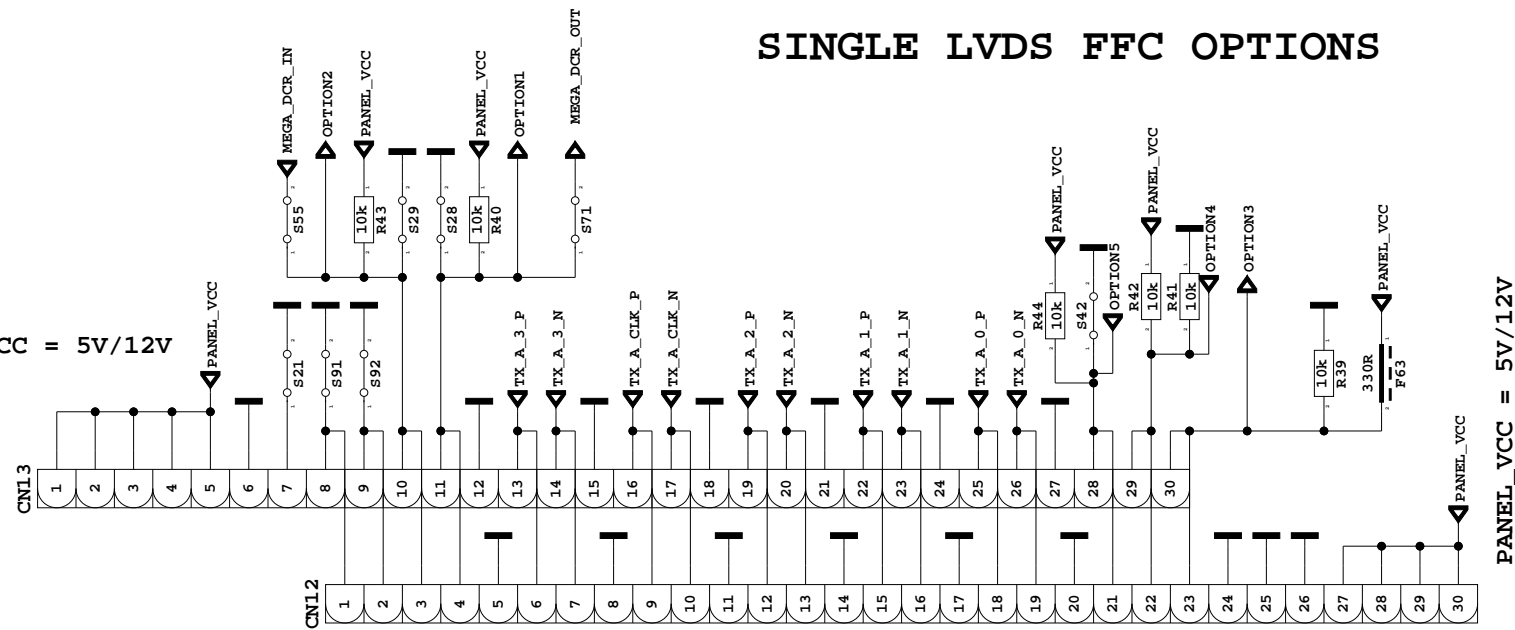 SINGLE LVDS FFC OPTIONS
MEGA_DCR_IN
OPTION2
PANEL_VCC
PANEL_VCC
OPTION1
MEGA_DCR_OUT
S55
10k
R43
S29
S28
10k
R40
S71
CC = 5V/12V
PANEL_VCC
S21
S91
S92
TX_A_3_P
TX_A_3_N
TX_A_CLK_P
TX_A_CLK_N
TX_A_2_P
TX_A_2_N
TX_A_1_P
TX_A_1_N
TX_A_0_P
TX_A_0_N
PANEL_VCC
R44
10k
S42
OPTION5
PANEL_VCC
R42
10k
R41
10k
OPTION4
OPTION3
10k
R39
330R
F63
PANEL_VCC
PANEL_VCC
PANEL_VCC = 5V/12V
CN13
1 2 3 4 5 6 7 8 9 10 11 12 13 14 15 16 17 18 19 20 21 22 23 24 25 26 27 28 29 30
CN12
1 2 3 4 5 6 7 8 9 10 11 12 13 14 15 16 17 18 19 20 21 22 23 24 25 26 27 28 29 30